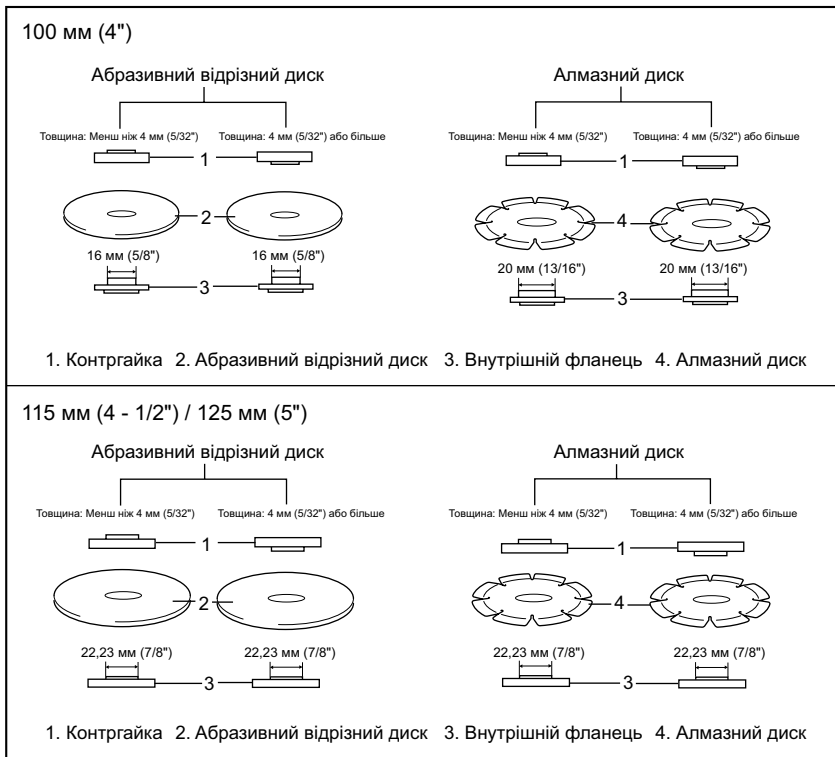 100 мм (4")
Абразивний відрізний диск
Алмазний диск
Товщина: Менш ніж 4 мм (5/32")
Товщина: 4 мм (5/32") або більше
Товщина: Менш ніж 4 мм (5/32")
Товщина: 4 мм (5/32") або більше
1
1
2
4
16 мм (5/8")
16 мм (5/8")
20 мм (13/16")
20 мм (13/16")
3
3
1. Контргайка 2. Абразивний відрізний диск 3. Внутрішній фланець 4. Алмазний диск
115 мм (4 - 1/2") / 125 мм (5")
Абразивний відрізний диск
Алмазний диск
Товщина: Менш ніж 4 мм (5/32")
Товщина: 4 мм (5/32") або більше
Товщина: Менш ніж 4 мм (5/32")
Товщина: 4 мм (5/32") або більше
1
1
2
4
22,23 мм (7/8")
22,23 мм (7/8")
22,23 мм (7/8")
22,23 мм (7/8")
3
3
1. Контргайка 2. Абразивний відрізний диск 3. Внутрішній фланець 4. Алмазний диск